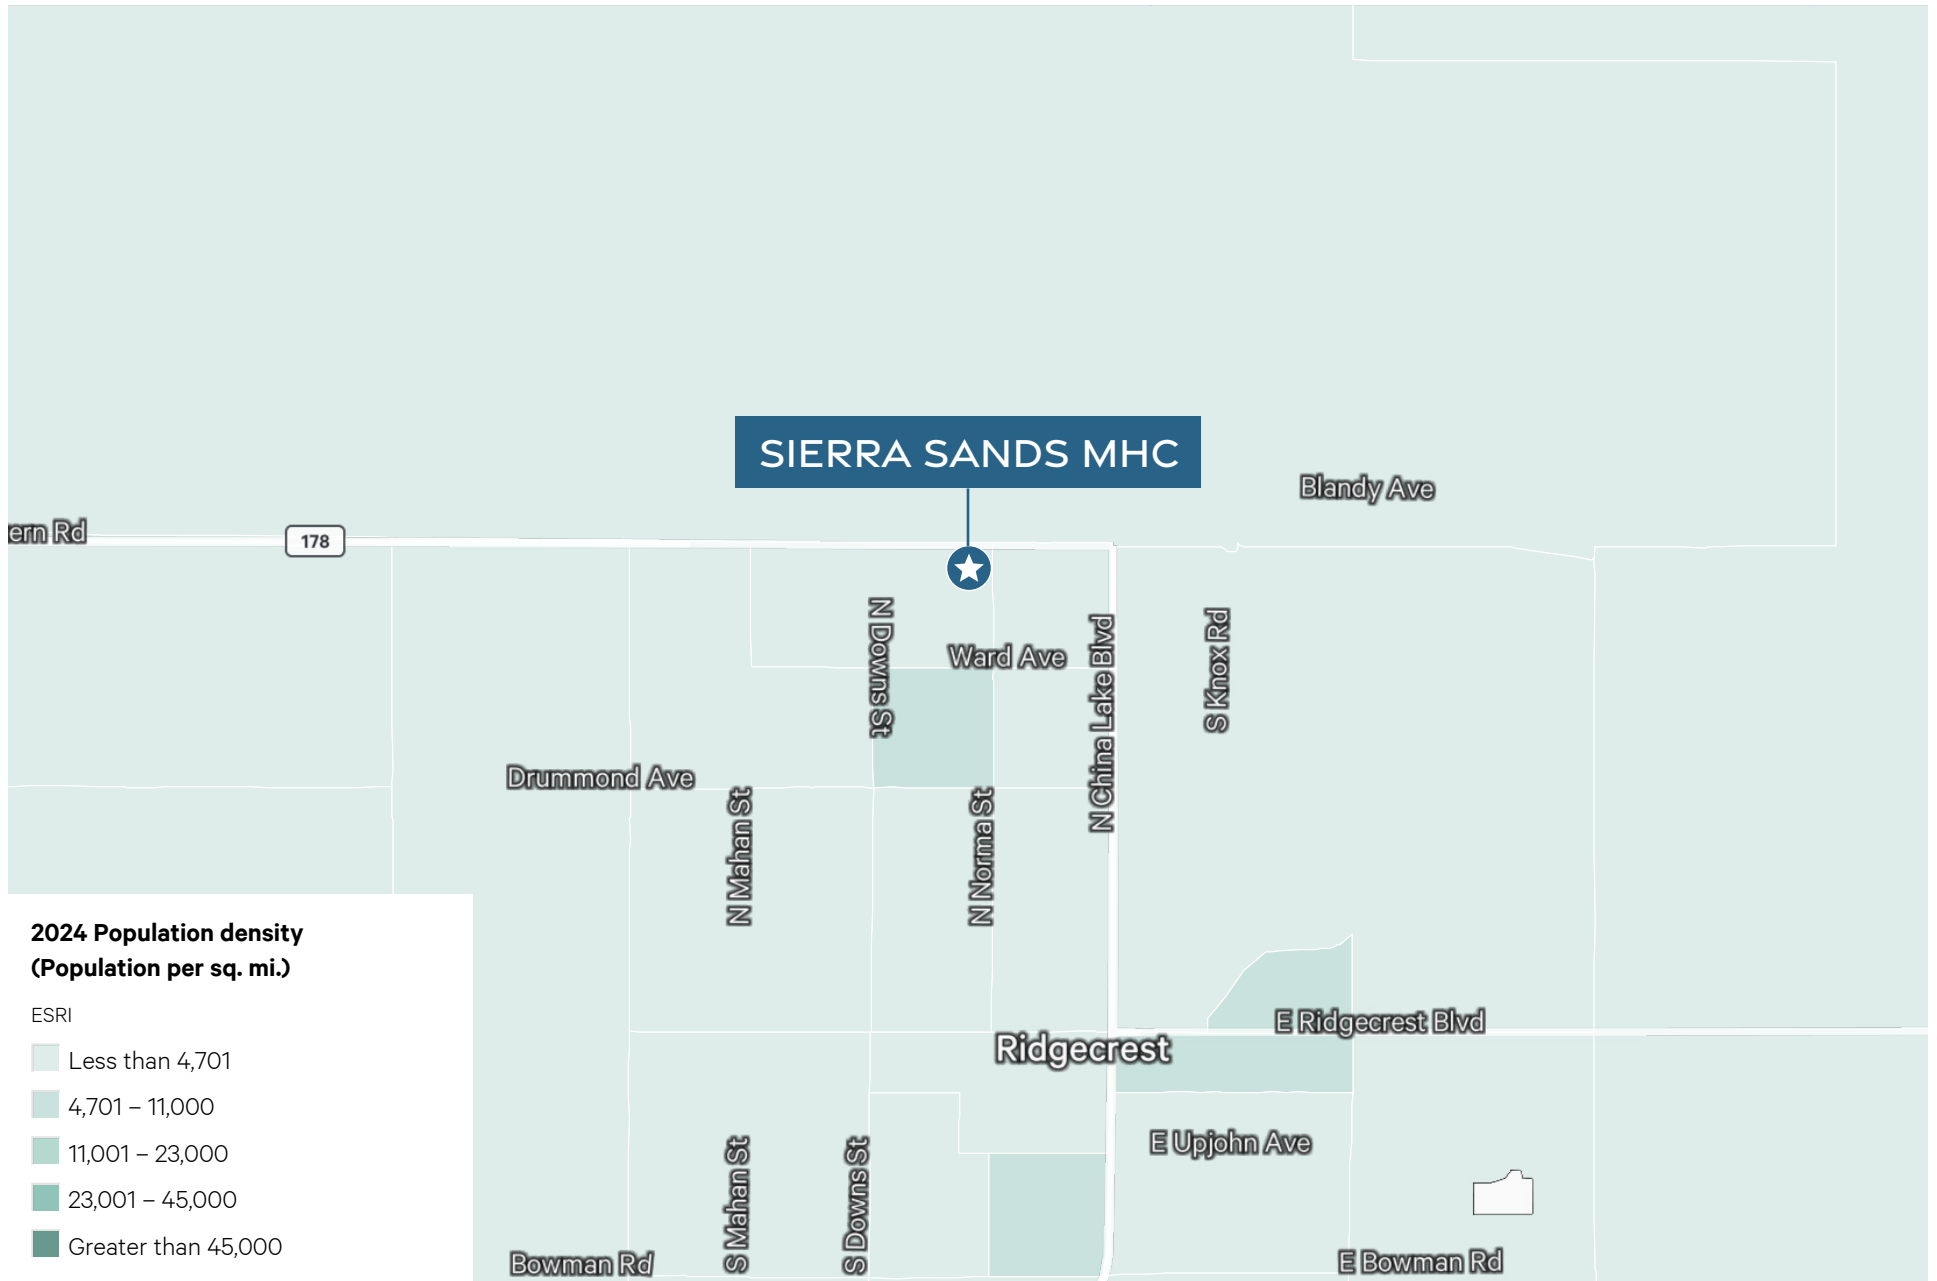 SIERRA SANDS MHC
Blandy Ave
ern Rd
178
N Downs St
Ward Ave
N China Lake Blvd
S Knox Rd
Drummond Ave
N Mahan St
N Norma St
E Ridgecrest Blvd
Ridgecrest
E Upjohn Ave
S Mahan St
S Downs St
Bowman Rd
E Bowman Rd
2024 Population density
(Population per sq. mi.)
ESRI
Less than 4,701
4,701 – 11,000
11,001 – 23,000
23,001 – 45,000
Greater than 45,000